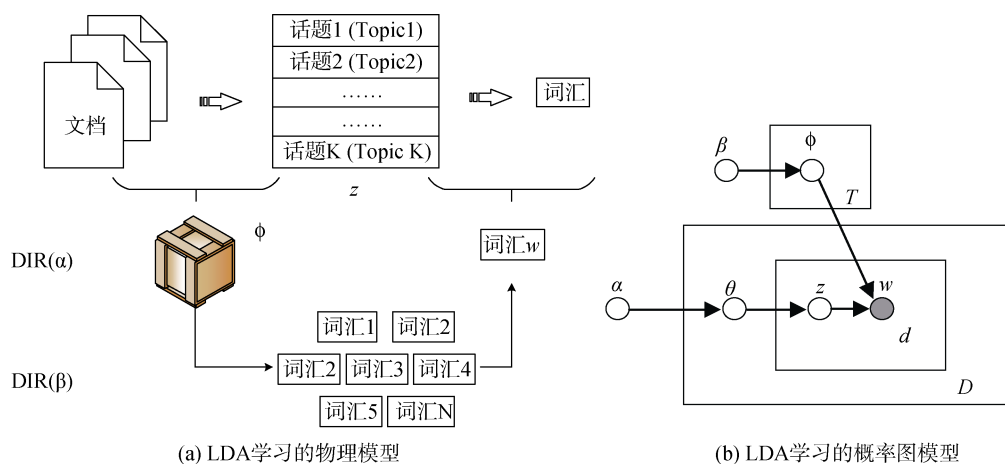 文档
话题1 (Topic1)
话题2 (Topic2)
……
……
话题K (Topic K)
z
词汇
DIR(α)
ϕ
词汇w
DIR(β)
词汇1
词汇2
词汇2
词汇3
词汇4
词汇5
词汇N
(a) LDA学习的物理模型
β
ϕ
T
α
θ
z
w
d
D
(b) LDA学习的概率图模型